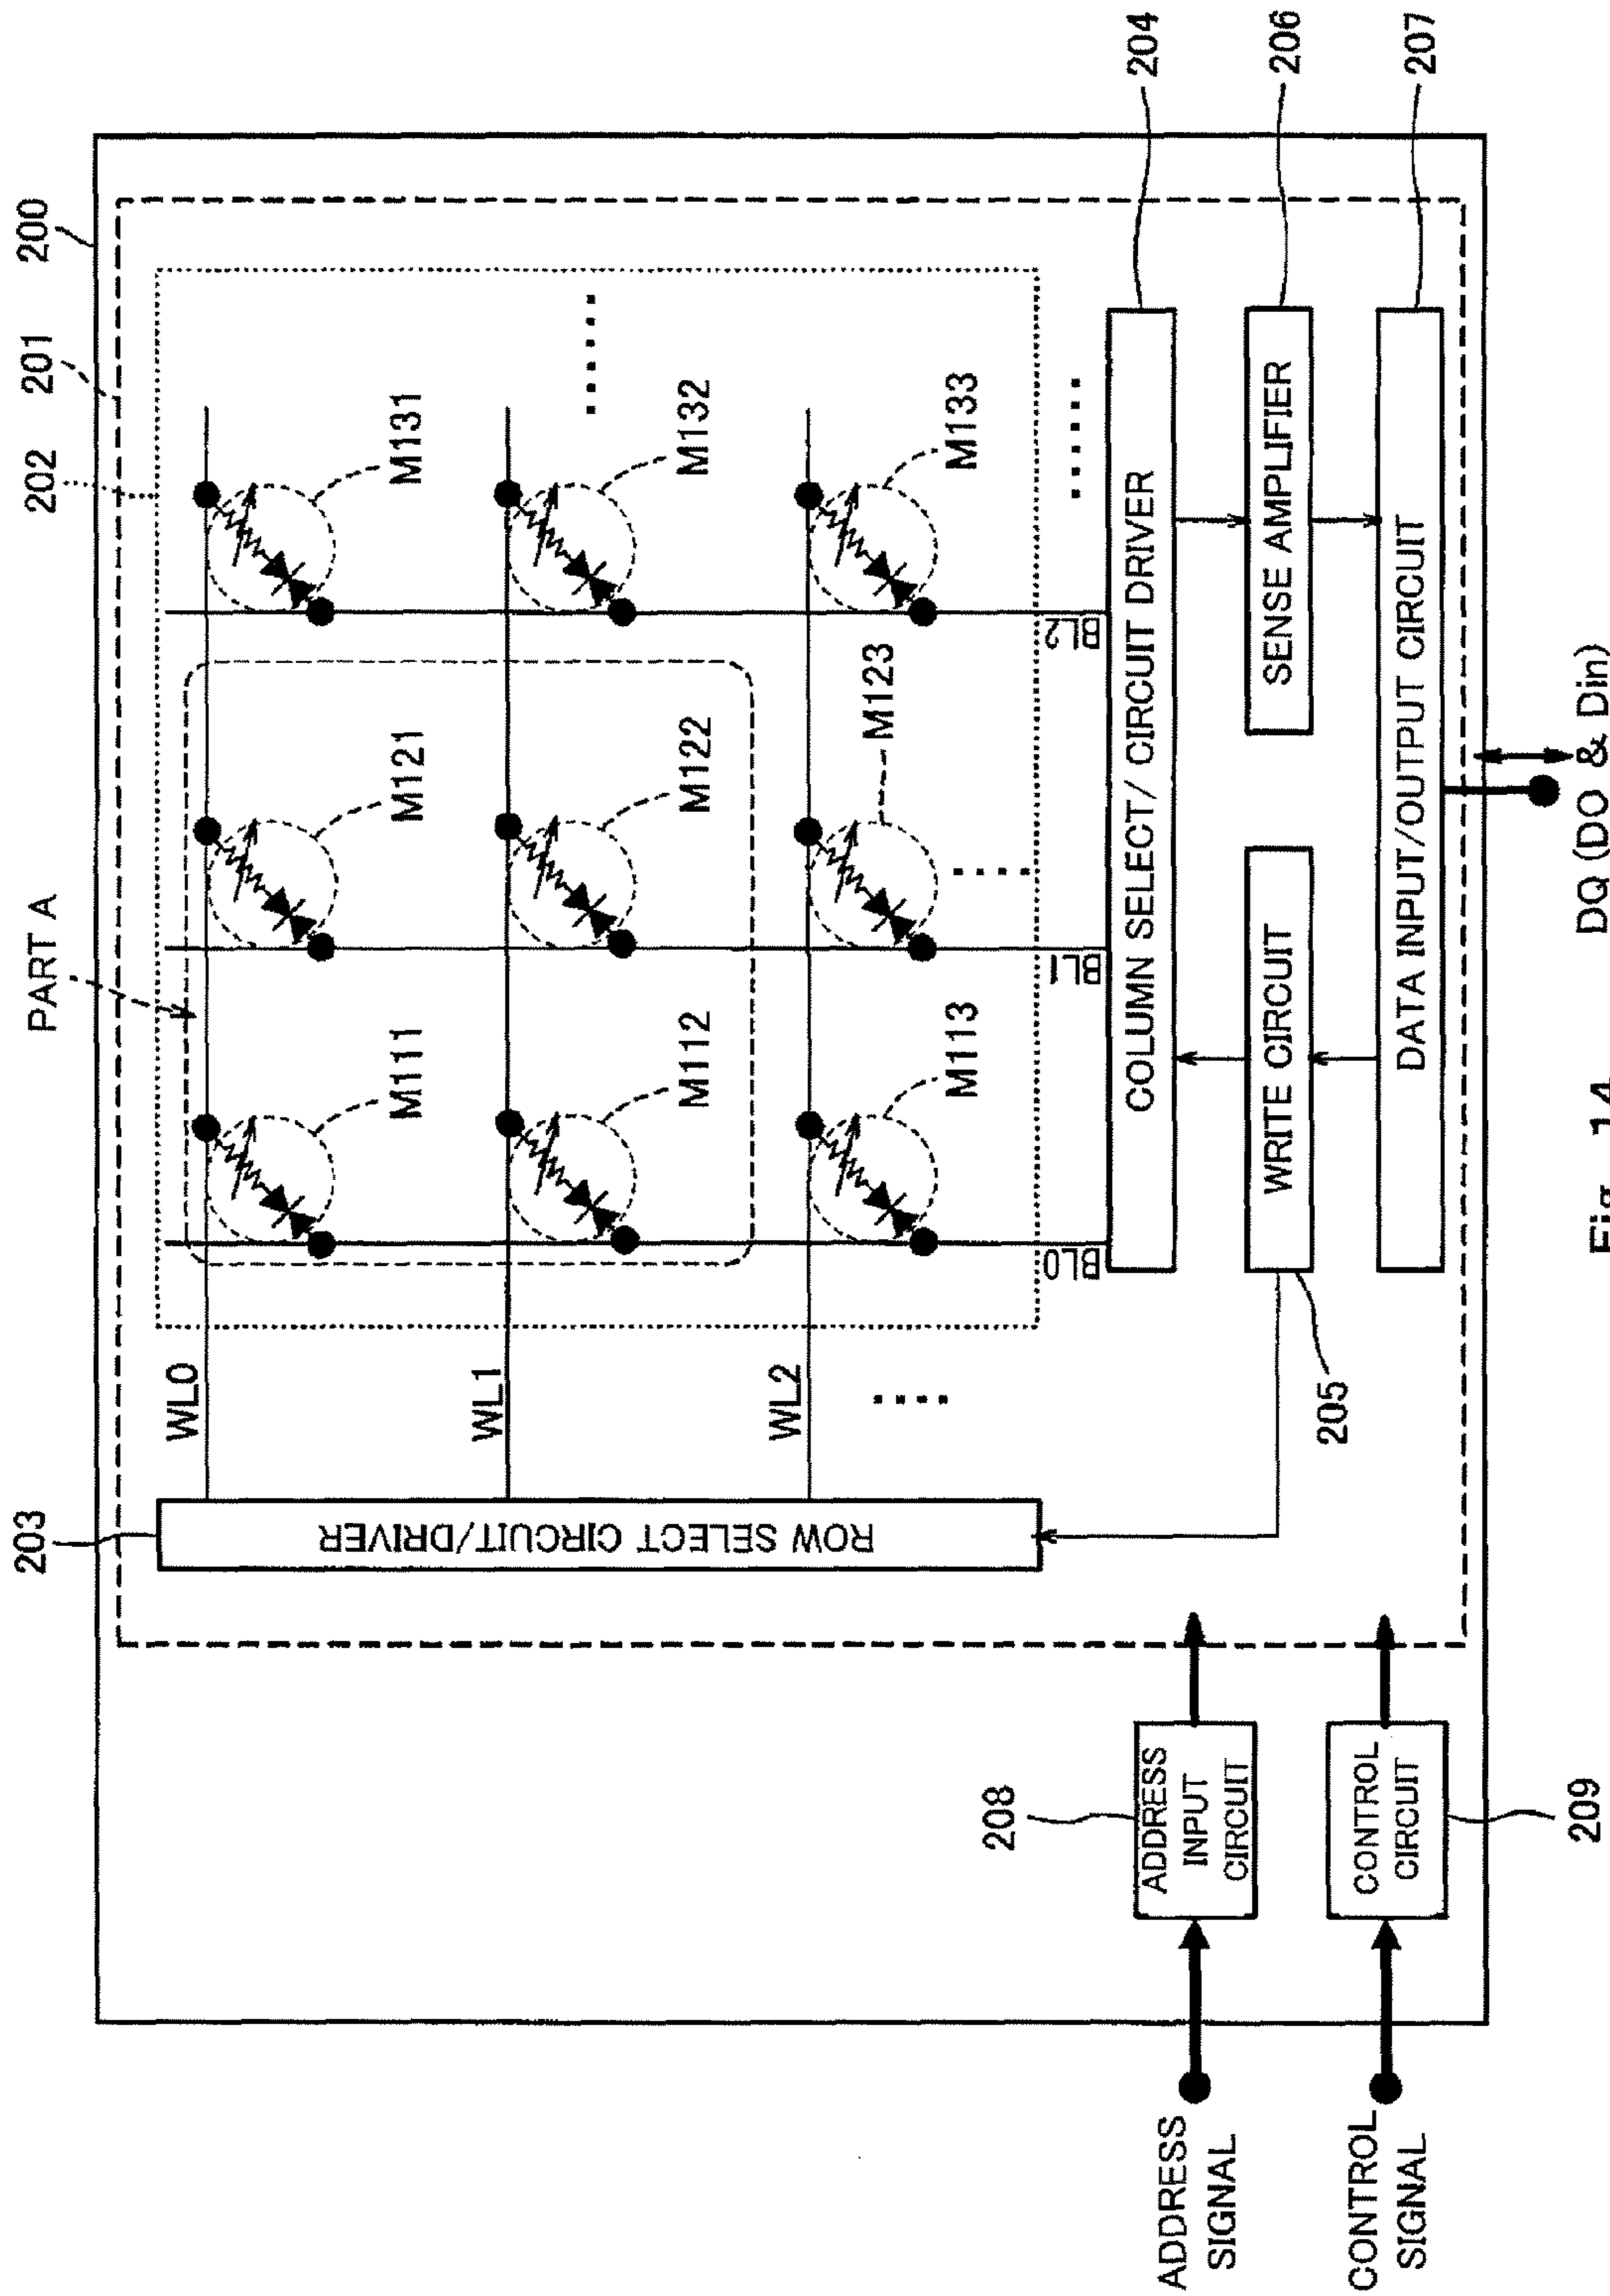 200
201
202
PART A
203
WL0
WL1
WL2
M111
M121
M131
M112
M122
M132
M113
M123
M133
BL0
BL1
BL2
ROW SELECT CIRCUIT/DRIVER
COLUMN SELECT/ CIRCUIT DRIVER
204
WRITE CIRCUIT
205
SENSE AMPLIFIER
206
DATA INPUT/OUTPUT CIRCUIT
207
208
ADDRESS
INPUT
CIRCUIT
CONTROL
CIRCUIT
209
ADDRESS
SIGNAL
CONTROL
SIGNAL
DQ (DO & Din)
Fig. 14